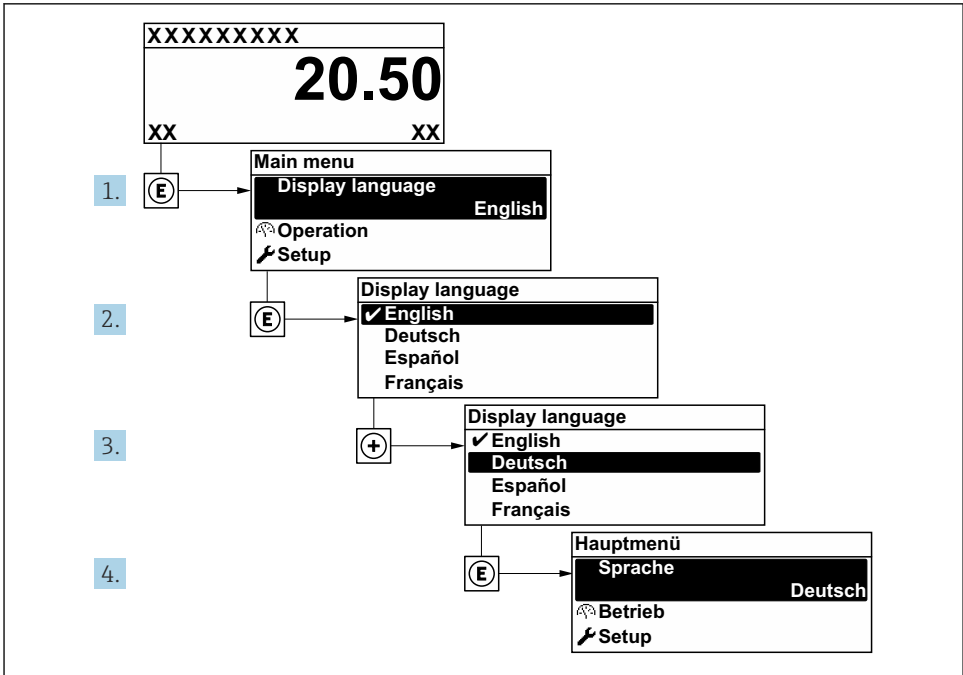 XXXXXXXXX
20.50
XX XX
1. E
Main menu
Display language
English
Operation
Setup
2. E
Display language
✔English
Deutsch
Español
Français
3. +
Display language
✔English
Deutsch
Español
Français
4. E
Hauptmenü
Sprache
Deutsch
Betrieb
Setup